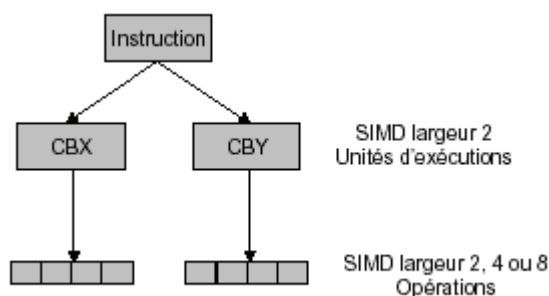 Instruction
CBX
CBY
SIMD largeur 2
Unités d'exécutions
SIMD largeur 2, 4 ou 8
Opérations